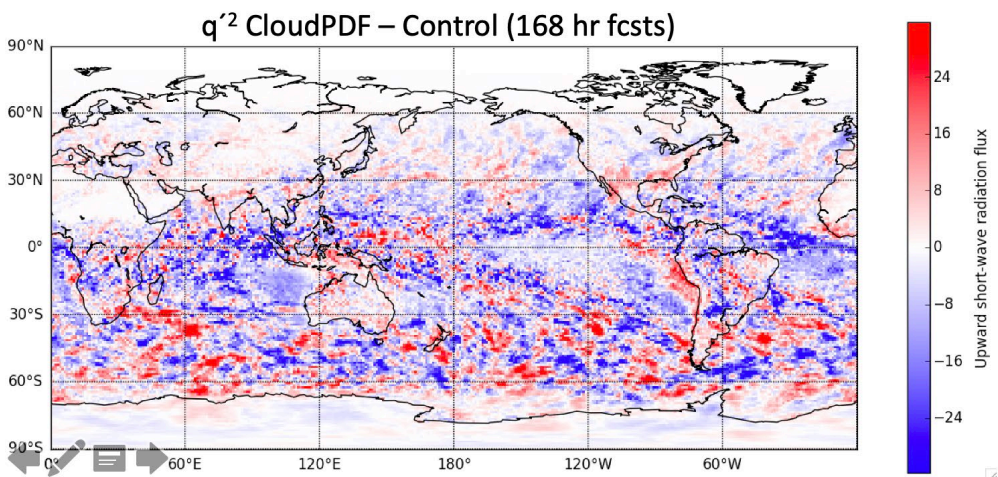 q´² CloudPDF – Control (168 hr fcsts)
90°N
60°N
30°N
0°
30°S
60°S
90°S
0°
60°E
120°E
180°
120°W
60°W
24
16
8
0
−8
−16
−24
Upward short-wave radiation flux